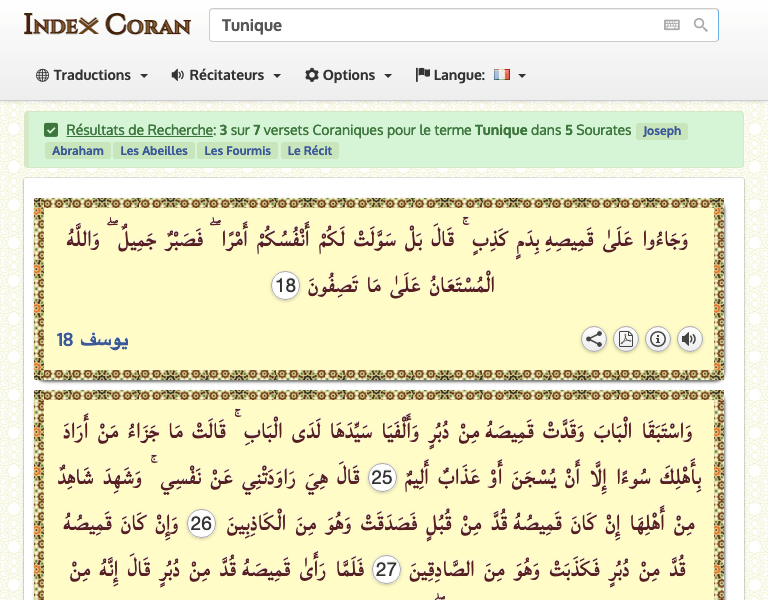 INDEX CORAN
Tunique
Traductions Récitateurs Options Langue:
Résultats de Recherche: 3 sur 7 versets Coraniques pour le terme Tunique dans 5 Sourates Joseph
Abraham Les Abeilles Les Fourmis Le Récit
وَجَاءُوا عَلَىٰ قَمِيصِهِ بِدَمٍ كَذِبٍ ۚ قَالَ بَلْ سَوَّلَتْ لَكُمْ أَنْفُسُكُمْ أَمْرًا ۖ فَصَبْرٌ جَمِيلٌ ۖ وَاللَّهُ
الْمُسْتَعَانُ عَلَىٰ مَا تَصِفُونَ 18
يوسف 18
وَاسْتَبَقَا الْبَابَ وَقَدَّتْ قَمِيصَهُ مِنْ دُبُرٍ وَأَلْفَيَا سَيِّدَهَا لَدَى الْبَابِ ۚ قَالَتْ مَا جَزَاءُ مَنْ أَرَادَ
بِأَهْلِكَ سُوءًا إِلَّا أَنْ يُسْجَنَ أَوْ عَذَابٌ أَلِيمٌ 25 قَالَ هِيَ رَاوَدَتْنِي عَنْ نَفْسِي ۚ وَشَهِدَ شَاهِدٌ
مِنْ أَهْلِهَا إِنْ كَانَ قَمِيصُهُ قُدَّ مِنْ قُبُلٍ فَصَدَقَتْ وَهُوَ مِنَ الْكَاذِبِينَ 26 وَإِنْ كَانَ قَمِيصُهُ
قُدَّ مِنْ دُبُرٍ فَكَذَبَتْ وَهُوَ مِنَ الصَّادِقِينَ 27 فَلَمَّا رَأَىٰ قَمِيصَهُ قُدَّ مِنْ دُبُرٍ قَالَ إِنَّهُ مِنْ